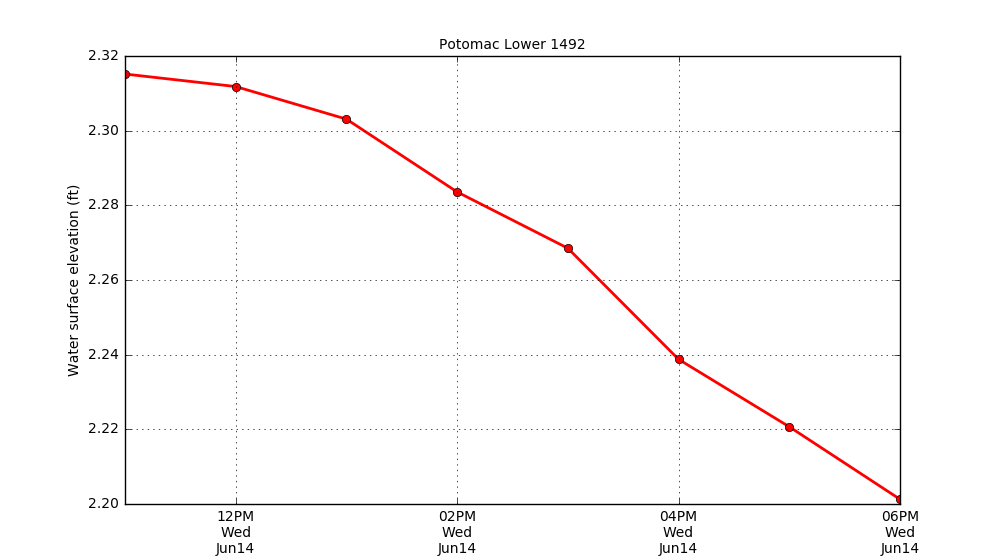 Potomac Lower 1492
Water surface elevation (ft)
2.32
2.30
2.28
2.26
2.24
2.22
2.20
12PM
Wed
Jun14
02PM
Wed
Jun14
04PM
Wed
Jun14
06PM
Wed
Jun14